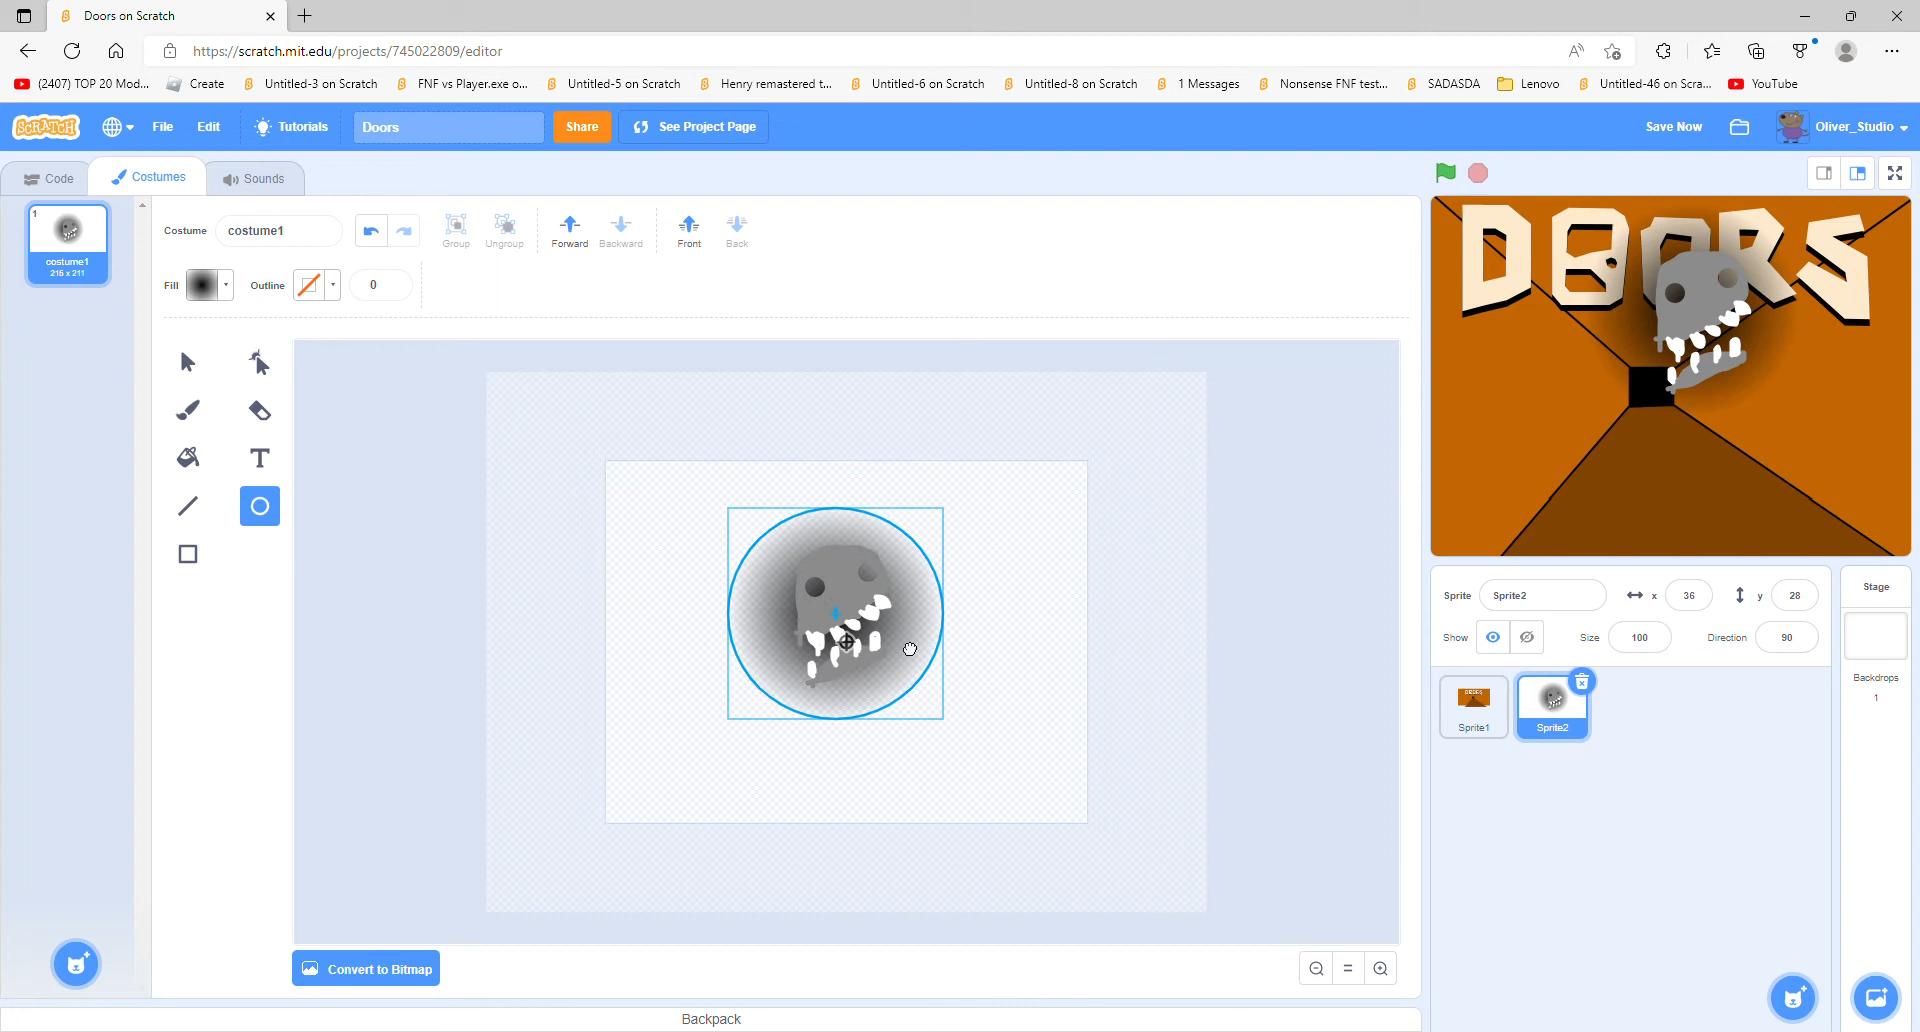 Doors on Scratch
https://scratch.mit.edu/projects/745022809/editor
(2407) TOP 20 Mod... Create Untitled-3 on Scratch FNF vs Player.exe o... Untitled-5 on Scratch Henry remastered t... Untitled-6 on Scratch Untitled-8 on Scratch 1 Messages Nonsense FNF test... SADASDA Lenovo Untitled-46 on Scra... YouTube
SCRATCH File Edit Tutorials Doors Share See Project Page Save Now Oliver_Studio
Code Costumes Sounds
1
costume1
216 x 211
Costume costume1 Group Ungroup Forward Backward Front Back
Fill Outline 0
Convert to Bitmap
Backpack
DOORS
Sprite Sprite2 x 36 y 28
Show Size 100 Direction 90
DOORS
Sprite1 Sprite2
Stage
Backdrops
1